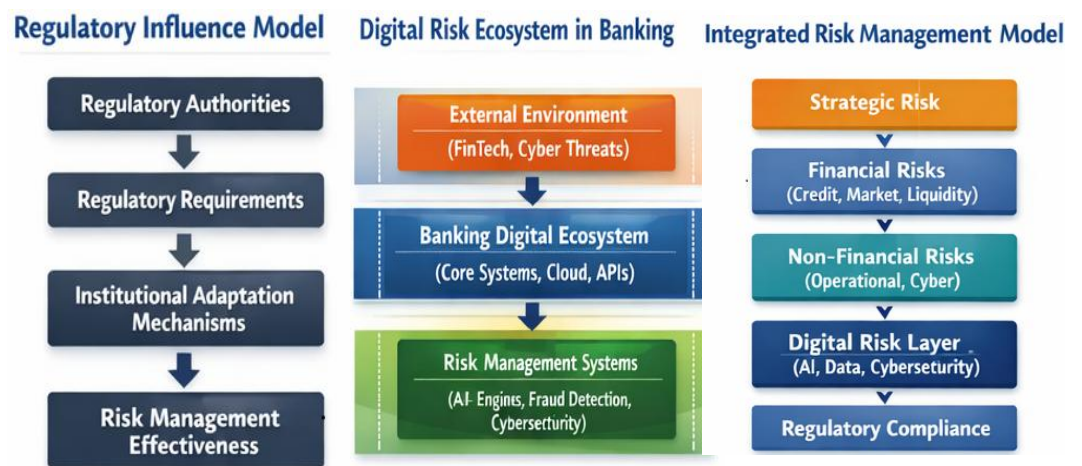 Regulatory Influence Model
Regulatory Authorities
Regulatory Requirements
Institutional Adaptation
Mechanisms
Risk Management
Effectiveness
Digital Risk Ecosystem in Banking
External Environment
(FinTech, Cyber Threats)
Banking Digital Ecosystem
(Core Systems, Cloud, APIs)
Risk Management Systems
(AI- Engins, Fraud Detection,
Cyberserturity)
Integrated Risk Management Model
Strategic Risk
Financial Risks
(Credit, Market, Liquidity)
Non-Financial Risks
(Operational, Cyber)
Digital Risk Layer
(AI, Data, Cyberseturity)
Regulatory Compliance